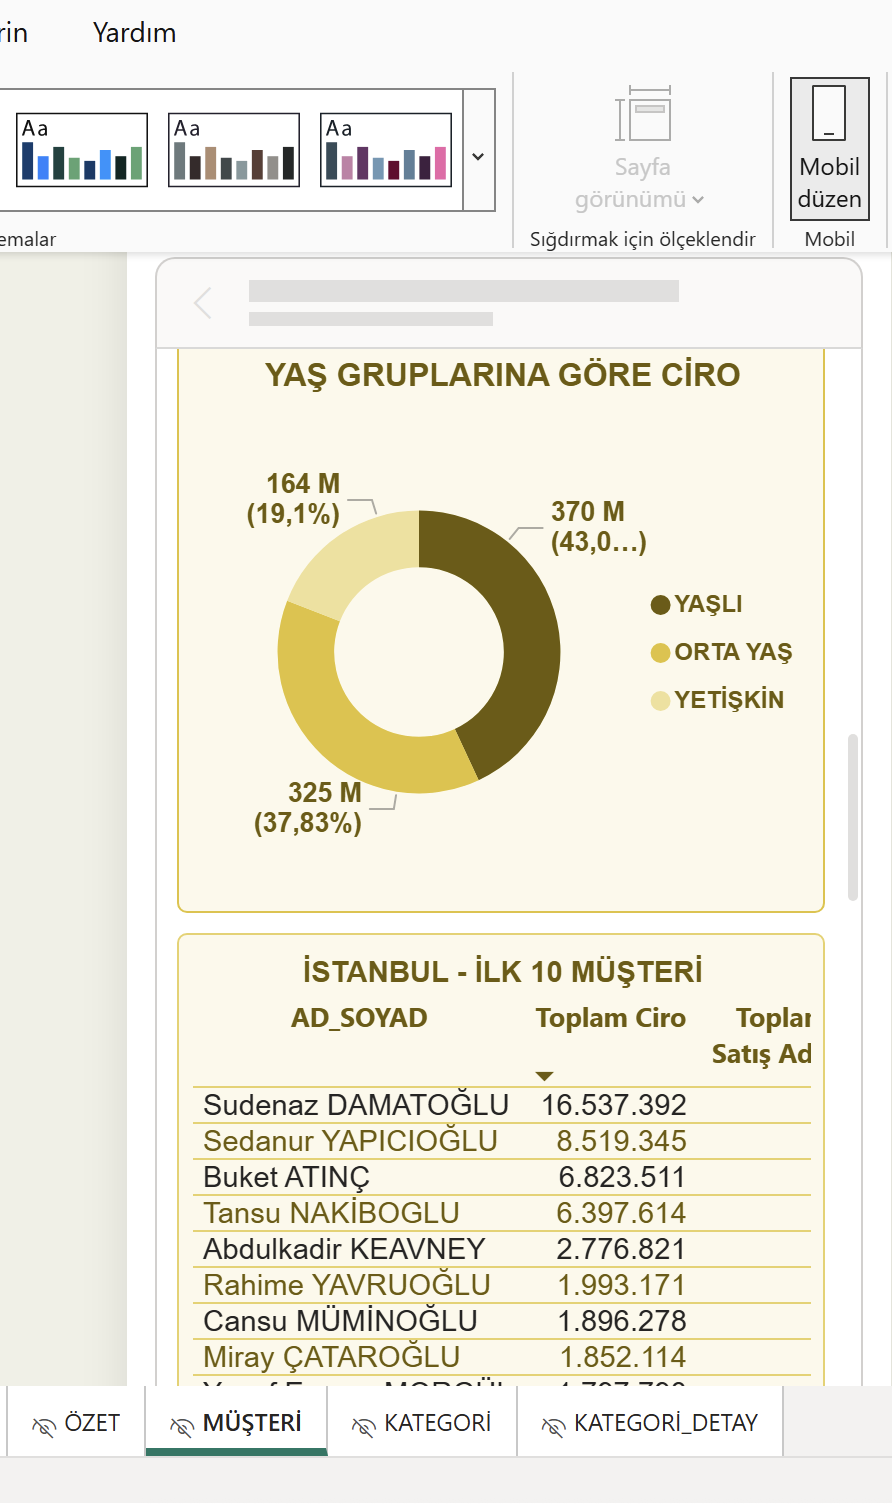 rin
Yardım
Aa
Aa
Aa
Sayfa
görünümü
Mobil
düzen
emalar
Sığdırmak için ölçeklendir
Mobil
YAŞ GRUPLARINA GÖRE CİRO
164 M
(19,1%)
370 M
(43,0...)
YAŞLI
ORTA YAŞ
YETİŞKİN
325 M
(37,83%)
İSTANBUL - İLK 10 MÜŞTERİ
AD_SOYAD Toplam Ciro Toplar
Satış Ad
Sudenaz DAMATOĞLU 16.537.392
Sedanur YAPICIOĞLU 8.519.345
Buket ATINÇ 6.823.511
Tansu NAKİBOGLU 6.397.614
Abdulkadir KEAVNEY 2.776.821
Rahime YAVRUOĞLU 1.993.171
Cansu MÜMİNOĞLU 1.896.278
Miray ÇATAROĞLU 1.852.114
ÖZET
MÜŞTERİ
KATEGORİ
KATEGORİ_DETAY